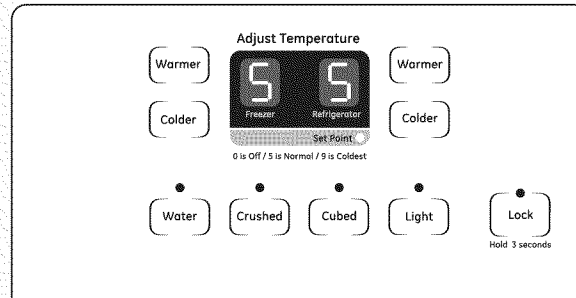 Adjust Temperature
Warmer
5 5
Warmer
Freezer Refrigerator
Colder
Colder
Set Point
0 is Off / 5 is Normal / 9 is Coldest
Water
Crushed
Cubed
Light
Lock
Hold 3 seconds